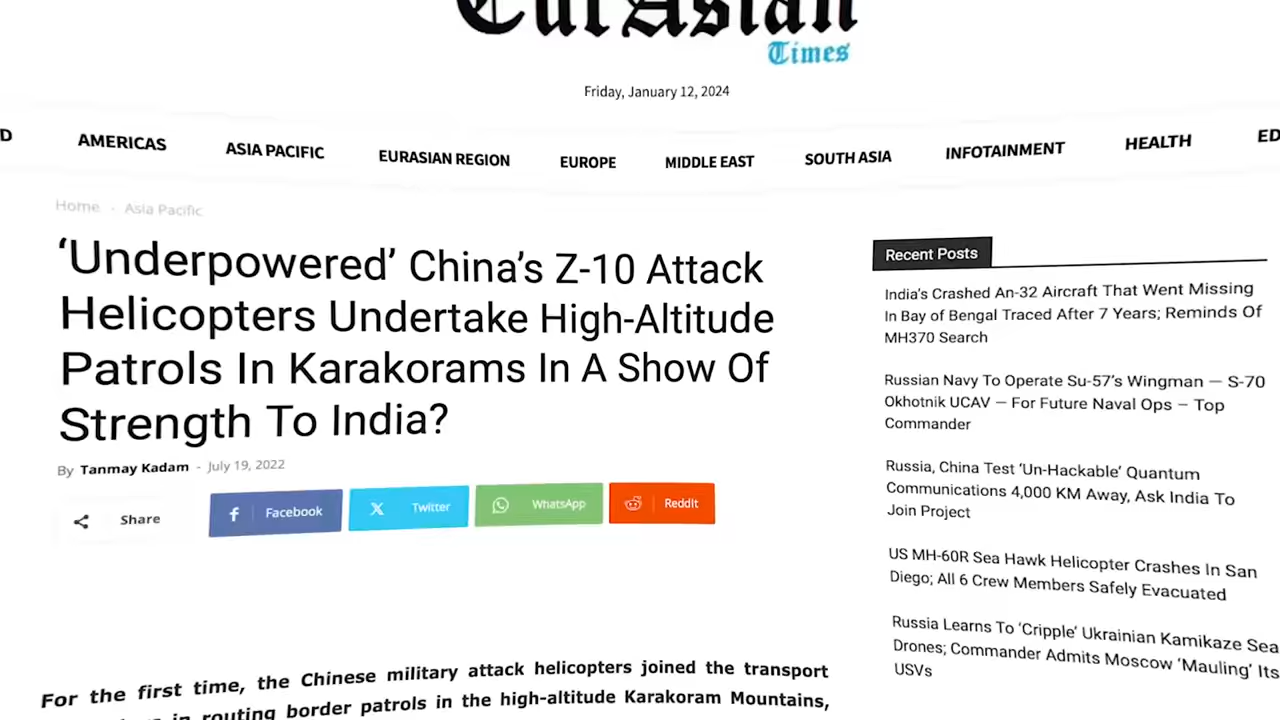 EurAsian
Times
Friday, January 12, 2024
AMERICAS ASIA PACIFIC EURASIAN REGION EUROPE MIDDLE EAST SOUTH ASIA INFOTAINMENT HEALTH ED
Home - Asia Pacific
‘Underpowered’ China’s Z-10 Attack
Helicopters Undertake High-Altitude
Patrols In Karakorams In A Show Of
Strength To India?
By Tanmay Kadam - July 19, 2022
Share Facebook Twitter WhatsApp ReddIt
For the first time, the Chinese military attack helicopters joined the transport
in routing border patrols in the high-altitude Karakoram Mountains,
Recent Posts
India’s Crashed An-32 Aircraft That Went Missing
In Bay of Bengal Traced After 7 Years; Reminds Of
MH370 Search
Russian Navy To Operate Su-57’s Wingman — S-70
Okhotnik UCAV — For Future Naval Ops – Top
Commander
Russia, China Test ‘Un-Hackable’ Quantum
Communications 4,000 KM Away, Ask India To
Join Project
US MH-60R Sea Hawk Helicopter Crashes In San
Diego; All 6 Crew Members Safely Evacuated
Russia Learns To ‘Cripple’ Ukrainian Kamikaze Sea
Drones; Commander Admits Moscow ‘Mauling’ Its
USVs